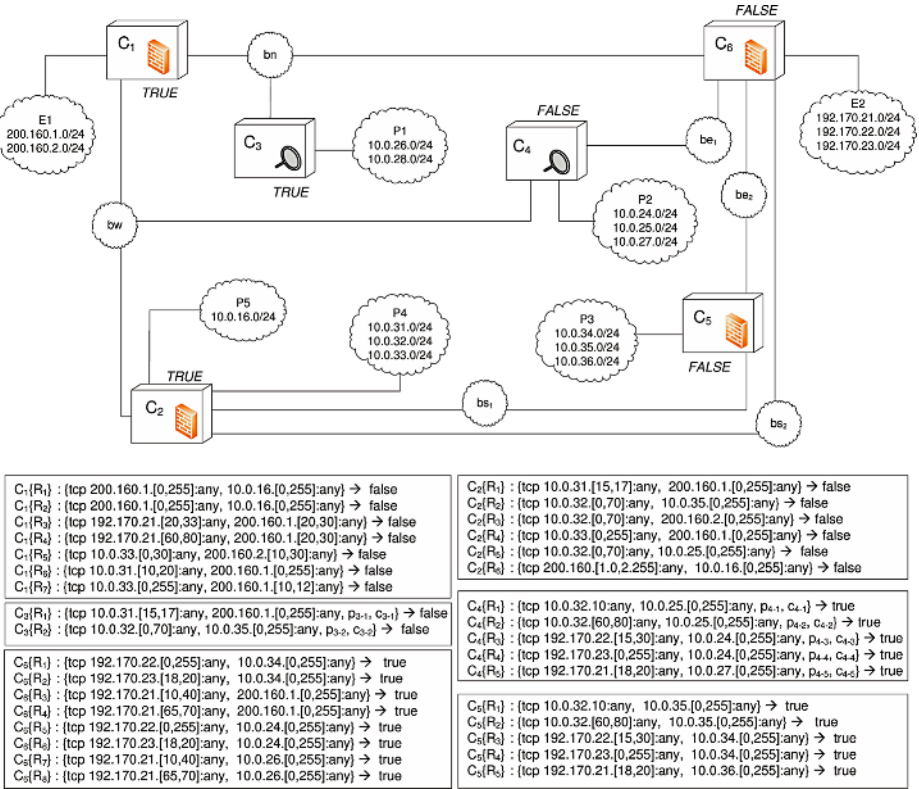 FALSE
C₁
bn
C₆
TRUE
E1
200.160.1.0/24
200.160.2.0/24
C₃
TRUE
P1
10.0.26.0/24
10.0.28.0/24
FALSE
C₄
be₁
E2
192.170.21.0/24
192.170.22.0/24
192.170.23.0/24
bw
P2
10.0.24.0/24
10.0.25.0/24
10.0.27.0/24
be₂
P5
10.0.16.0/24
P4
10.0.31.0/24
10.0.32.0/24
10.0.33.0/24
P3
10.0.34.0/24
10.0.35.0/24
10.0.36.0/24
C₅
FALSE
TRUE
C₂
bs₁
bs₂
C₁{R₁} : {tcp 200.160.1.[0,255]:any, 10.0.16.[0,255]:any} → false
C₁{R₂} : {tcp 200.160.1.[0,255]:any, 10.0.16.[0,255]:any} → false
C₁{R₃} : {tcp 192.170.21.[20,33]:any, 200.160.1.[20,30]:any} → false
C₁{R₄} : {tcp 192.170.21.[60,80]:any, 200.160.1.[20,30]:any} → false
C₁{R₅} : {tcp 10.0.33.[0,30]:any, 200.160.2.[10,30]:any} → false
C₁{R₆} : {tcp 10.0.31.[10,20]:any, 200.160.1.[0,255]:any} → false
C₁{R₇} : {tcp 10.0.33.[0,255]:any, 200.160.1.[10,12]:any} → false
C₃{R₁} : {tcp 10.0.31.[15,17]:any, 200.160.1.[0,255]:any, p₃₋₁, c₃₋₁} → false
C₃{R₂} : {tcp 10.0.32.[0,70]:any, 10.0.35.[0,255]:any, p₃₋₂, c₃₋₂} → false
C₆{R₁} : {tcp 192.170.22.[0,255]:any, 10.0.34.[0,255]:any} → true
C₆{R₂} : {tcp 192.170.23.[18,20]:any, 10.0.34.[0,255]:any} → true
C₆{R₃} : {tcp 192.170.21.[10,40]:any, 200.160.1.[0,255]:any} → true
C₆{R₄} : {tcp 192.170.21.[65,70]:any, 200.160.1.[0,255]:any} → true
C₆{R₅} : {tcp 192.170.22.[0,255]:any, 10.0.24.[0,255]:any} → true
C₆{R₆} : {tcp 192.170.23.[18,20]:any, 10.0.24.[0,255]:any} → true
C₆{R₇} : {tcp 192.170.21.[10,40]:any, 10.0.26.[0,255]:any} → true
C₆{R₈} : {tcp 192.170.21.[65,70]:any, 10.0.26.[0,255]:any} → true
C₂{R₁} : {tcp 10.0.31.[15,17]:any, 200.160.1.[0,255]:any} → false
C₂{R₂} : {tcp 10.0.32.[0,70]:any, 10.0.35.[0,255]:any} → false
C₂{R₃} : {tcp 10.0.32.[0,70]:any, 200.160.2.[0,255]:any} → false
C₂{R₄} : {tcp 10.0.33.[0,255]:any, 200.160.1.[0,255]:any} → false
C₂{R₅} : {tcp 10.0.32.[0,70]:any, 10.0.25.[0,255]:any} → false
C₂{R₆} : {tcp 200.160.[1.0,2.255]:any, 10.0.16.[0,255]:any} → false
C₄{R₁} : {tcp 10.0.32.10:any, 10.0.25.[0,255]:any, p₄₋₁, c₄₋₁} → true
C₄{R₂} : {tcp 10.0.32.[60,80]:any, 10.0.25.[0,255]:any, p₄₋₂, c₄₋₂} → true
C₄{R₃} : {tcp 192.170.22.[15,30]:any, 10.0.24.[0,255]:any, p₄₋₃, c₄₋₃} → true
C₄{R₄} : {tcp 192.170.23.[0,255]:any, 10.0.24.[0,255]:any, p₄₋₄, c₄₋₄} → true
C₄{R₅} : {tcp 192.170.21.[18,20]:any, 10.0.27.[0,255]:any, p₄₋₅, c₄₋₅} → true
C₅{R₁} : {tcp 10.0.32.10:any, 10.0.35.[0,255]:any} → true
C₅{R₂} : {tcp 10.0.32.[60,80]:any, 10.0.35.[0,255]:any} → true
C₅{R₃} : {tcp 192.170.22.[15,30]:any, 10.0.34.[0,255]:any} → true
C₅{R₄} : {tcp 192.170.23.[0,255]:any, 10.0.34.[0,255]:any} → true
C₅{R₅} : {tcp 192.170.21.[18,20]:any, 10.0.36.[0,255]:any} → true